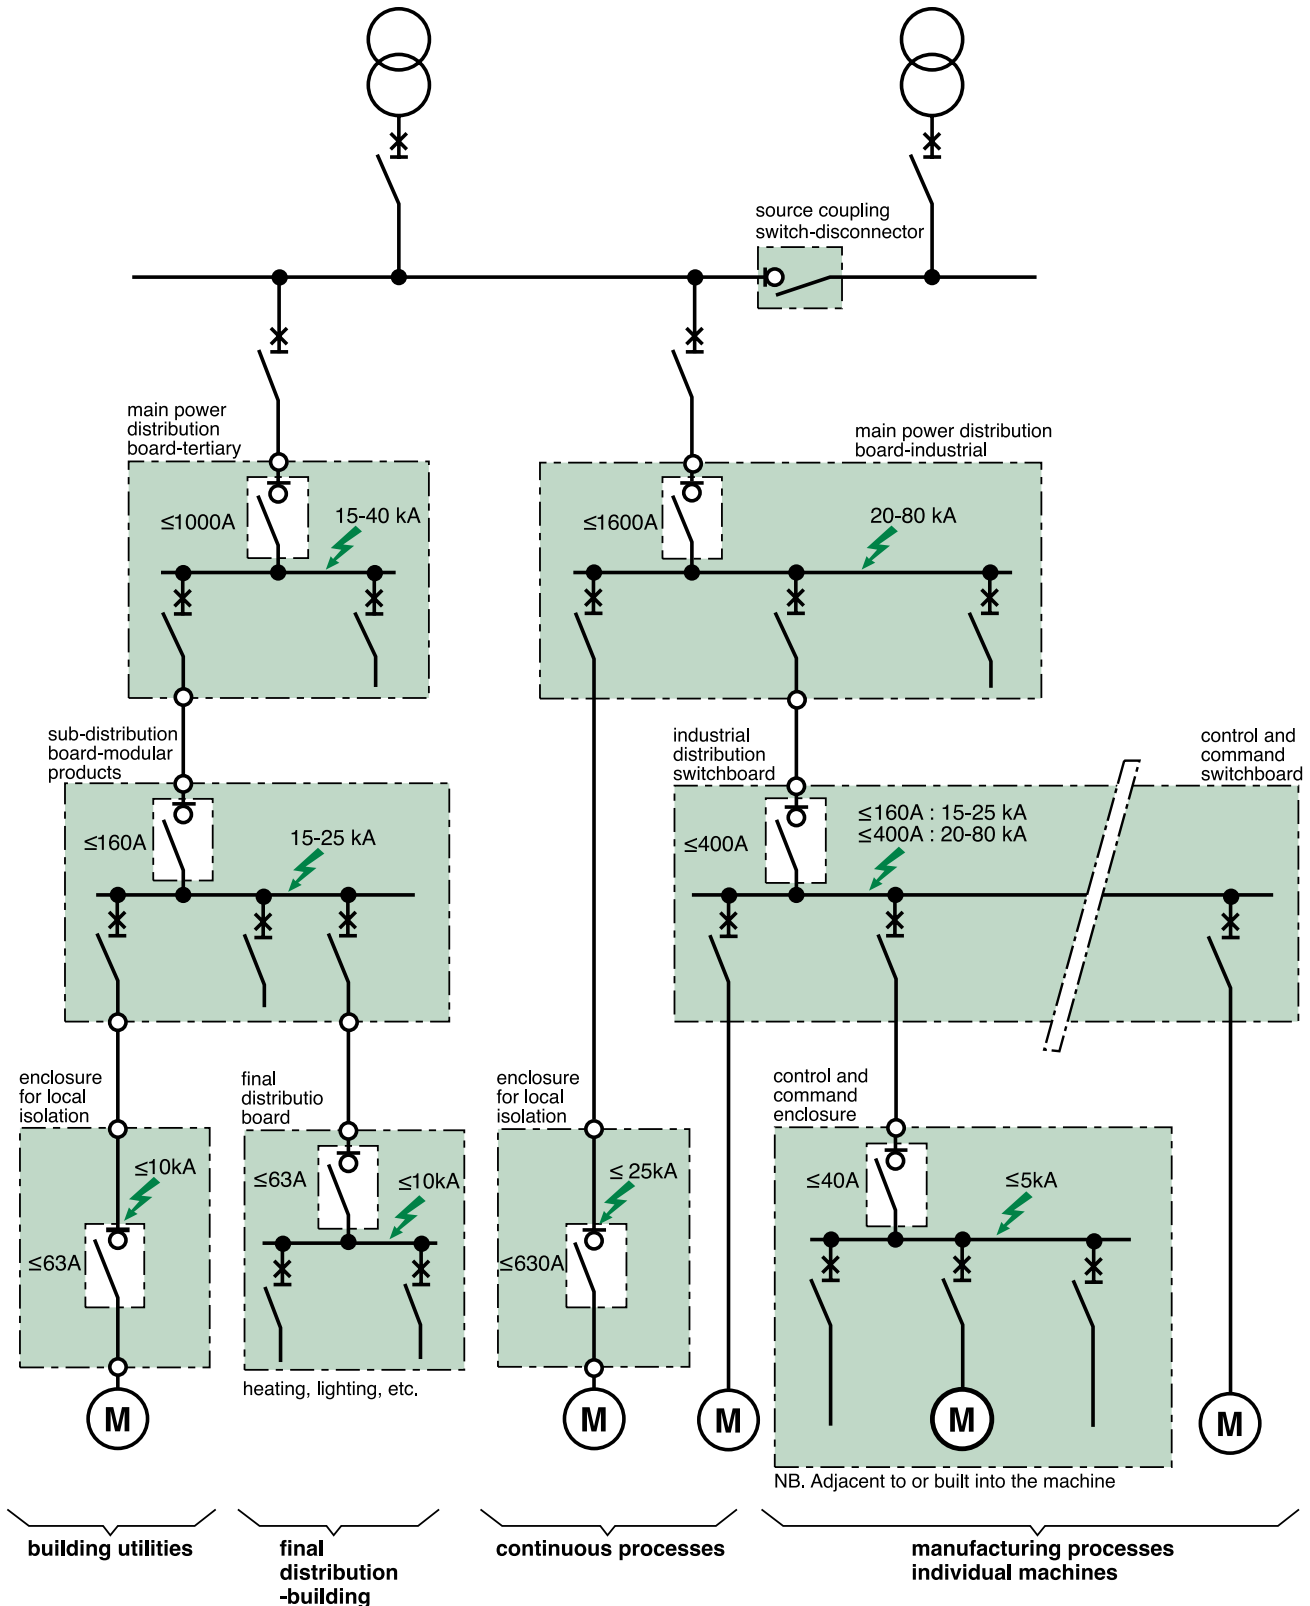 source coupling
switch-disconnector
main power
distribution
board-tertiary
main power distribution
board-industrial
≤1000A
15-40 kA
≤1600A
20-80 kA
sub-distribution
board-modular
products
industrial
distribution
switchboard
control and
command
switchboard
≤160A
15-25 kA
≤400A
≤160A : 15-25 kA
≤400A : 20-80 kA
enclosure
for local
isolation
final
distributio
board
enclosure
for local
isolation
control and
command
enclosure
≤10kA
≤63A
≤63A
≤10kA
≤ 25kA
≤630A
≤40A
≤5kA
heating, lighting, etc.
M
M
M
M
M
NB. Adjacent to or built into the machine
building utilities
final
distribution
-building
continuous processes
manufacturing processes
individual machines